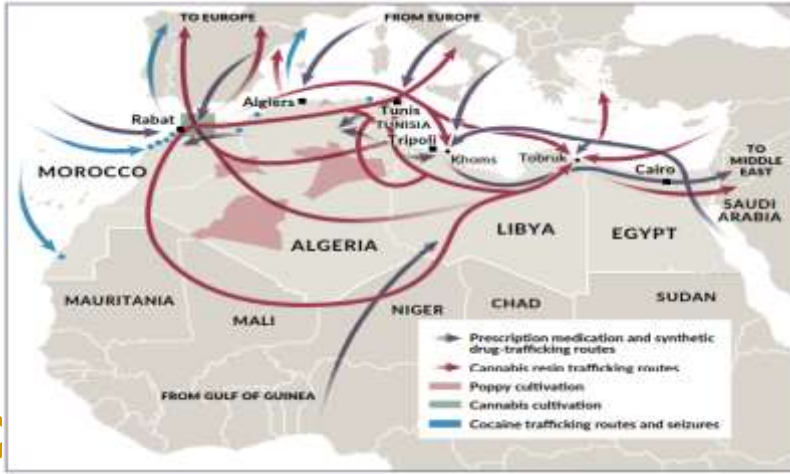 TO EUROPE
FROM EUROPE
Algiers
Tunis
Rabat
TUNISIA
Tripoli
Khoms
Tobruk
Cairo
TO
MIDDLE
EAST
MOROCCO
SAUDI
ARABIA
ALGERIA
LIBYA
EGYPT
MAURITANIA
MALI
NIGER
CHAD
SUDAN
FROM GULF OF GUINEA
Prescription medication and synthetic
drug-trafficking routes
Cannabis resin trafficking routes
Poppy cultivation
Cannabis cultivation
Cocaine trafficking routes and seizures